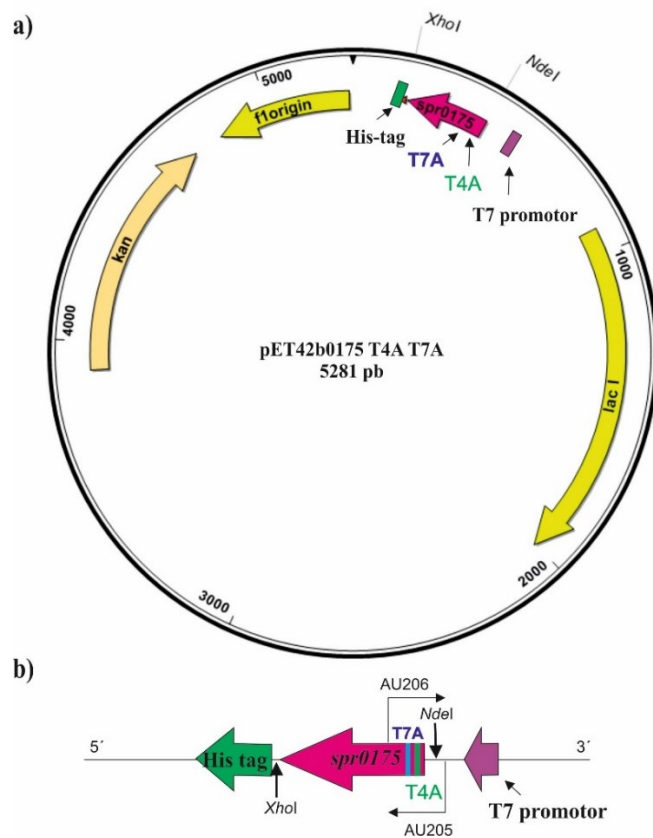 a)
XhoI
NdeI
5000
f1origin
spr0175
His-tag
T7A
T4A
T7 promotor
kan
1000
4000
pET42b0175 T4A T7A
5281 pb
lac I
2000
3000
b)
AU206
NdeI
T7A
5´
3´
His tag
spr0175
XhoI
T4A
T7 promotor
AU205